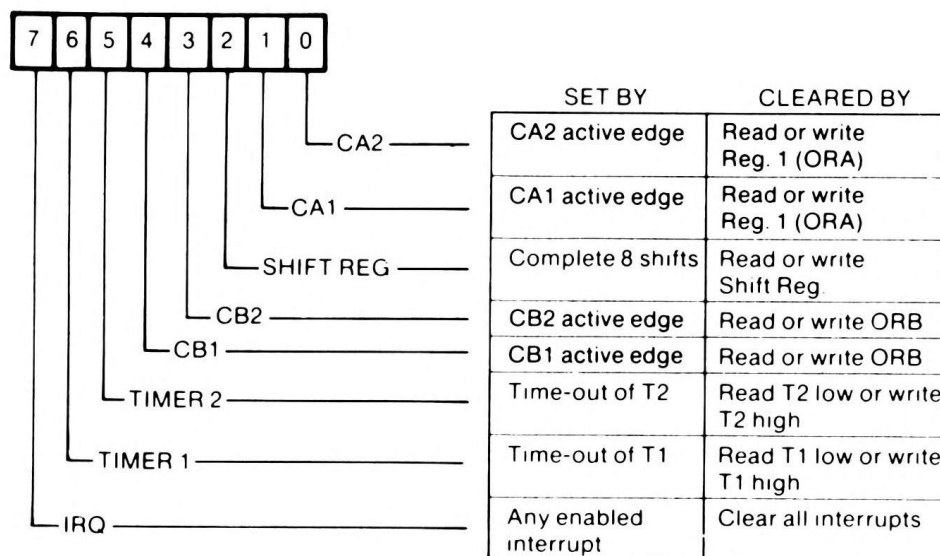 7 6 5 4 3 2 1 0
SET BY CLEARED BY
CA2 CA2 active edge Read or write
Reg. 1 (ORA)
CA1 CA1 active edge Read or write
Reg. 1 (ORA)
SHIFT REG Complete 8 shifts Read or write
Shift Reg.
CB2 CB2 active edge Read or write ORB
CB1 CB1 active edge Read or write ORB
TIMER 2 Time-out of T2 Read T2 low or write
T2 high
TIMER 1 Time-out of T1 Read T1 low or write
T1 high
IRQ Any enabled Clear all interrupts
interrupt